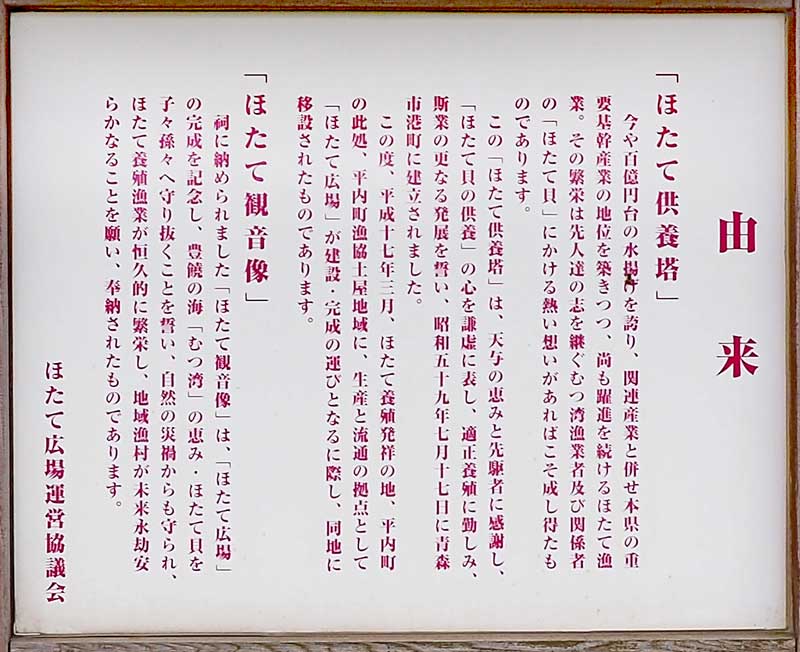 由来
「ほたて供養塔」
今や百億円台の水揚げを誇り、関連産業と併せ本県の重
要基幹産業の地位を築きつつ、尚も躍進を続けるほたて漁
業。その繁栄は先人達の志を継ぐむつ湾漁業者及び関係者
の「ほたて貝」にかける熱い想いがあればこそ成し得たも
のであります。
この「ほたて供養塔」は、天与の恵みと先駆者に感謝し、
「ほたて貝の供養」の心を謙虚に表し、適正養殖に勤しみ、
斯業の更なる発展を誓い、昭和五十九年七月十七日に青森
市港町に建立されました。
この度、平成十七年三月、ほたて養殖発祥の地、平内町
の此処、平内町漁協土屋地域に、生産と流通の拠点として
「ほたて広場」が建設・完成の運びとなるに際し、同地に
移設されたものであります。
「ほたて観音像」
祠に納められました「ほたて観音像」は、「ほたて広場」
の完成を記念し、豊饒の海「むつ湾」の恵み・ほたて貝を
子々孫々へ守り抜くことを誓い、自然の災禍からも守られ、
ほたて養殖漁業が恒久的に繁栄し、地域漁村が未来永劫安
らかなることを願い、奉納されたものであります。
ほたて広場運営協議会